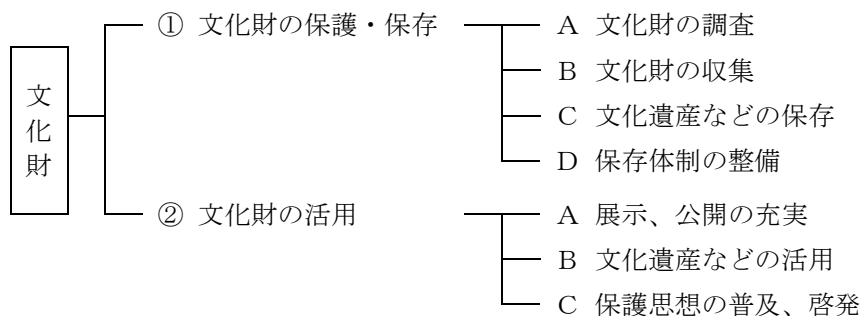 文化財
① 文化財の保護・保存
A 文化財の調査
B 文化財の収集
C 文化遺産などの保存
D 保存体制の整備
② 文化財の活用
A 展示、公開の充実
B 文化遺産などの活用
C 保護思想の普及、啓発